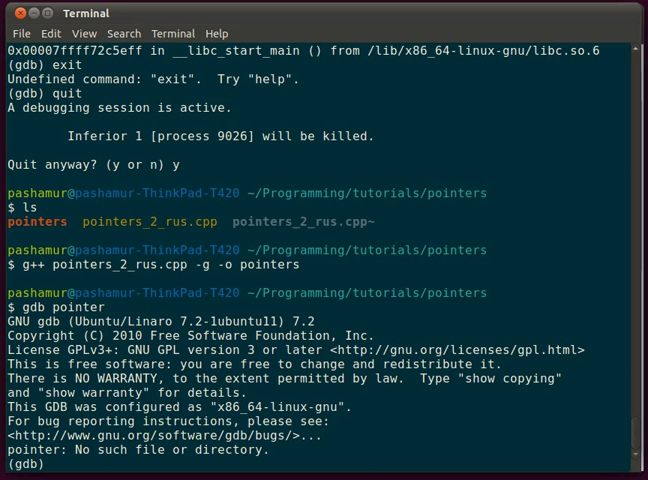 Terminal
File Edit View Search Terminal Help
0x00007ffff72c5eff in __libc_start_main () from /lib/x86_64-linux-gnu/libc.so.6
(gdb) exit
Undefined command: "exit".  Try "help".
(gdb) quit
A debugging session is active.
Inferior 1 [process 9026] will be killed.
Quit anyway? (y or n) y
pashamur@pashamur-ThinkPad-T420 ~/Programming/tutorials/pointers
$ ls
pointers  pointers_2_rus.cpp  pointers_2_rus.cpp~
pashamur@pashamur-ThinkPad-T420 ~/Programming/tutorials/pointers
$ g++ pointers_2_rus.cpp -g -o pointers
pashamur@pashamur-ThinkPad-T420 ~/Programming/tutorials/pointers
$ gdb pointer
GNU gdb (Ubuntu/Linaro 7.2-1ubuntu11) 7.2
Copyright (C) 2010 Free Software Foundation, Inc.
License GPLv3+: GNU GPL version 3 or later <http://gnu.org/licenses/gpl.html>
This is free software: you are free to change and redistribute it.
There is NO WARRANTY, to the extent permitted by law.  Type "show copying"
and "show warranty" for details.
This GDB was configured as "x86_64-linux-gnu".
For bug reporting instructions, please see:
<http://www.gnu.org/software/gdb/bugs/>...
pointer: No such file or directory.
(gdb)